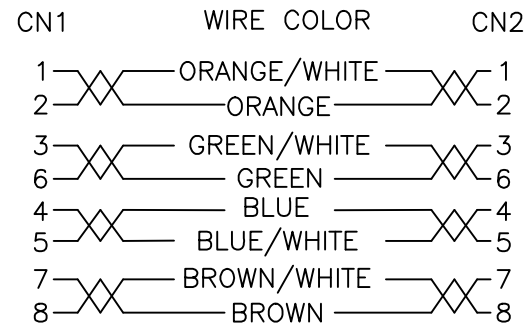 CN1 WIRE COLOR CN2
1 ORANGE/WHITE 1
2 ORANGE 2
3 GREEN/WHITE 3
6 GREEN 6
4 BLUE 4
5 BLUE/WHITE 5
7 BROWN/WHITE 7
8 BROWN 8